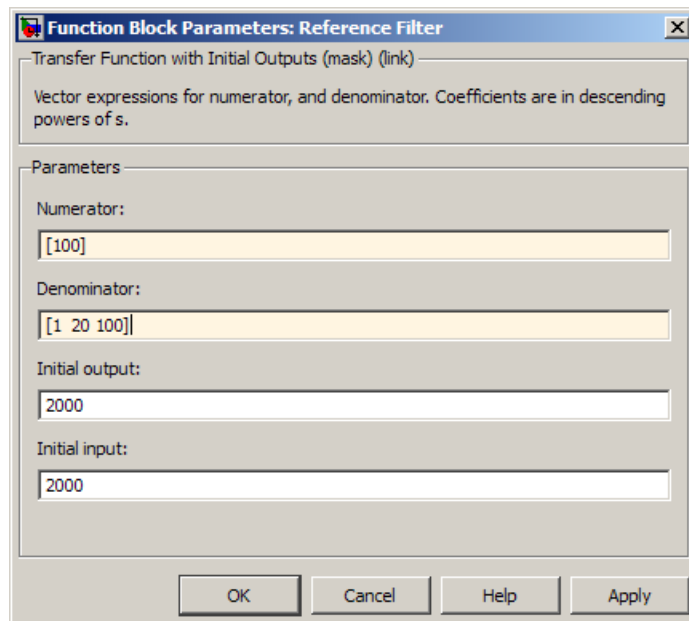 Function Block Parameters: Reference Filter
Transfer Function with Initial Outputs (mask) (link)
Vector expressions for numerator, and denominator. Coefficients are in descending
powers of s.
Parameters
Numerator:
[100]
Denominator:
[1 20 100]
Initial output:
2000
Initial input:
2000
OK Cancel Help Apply